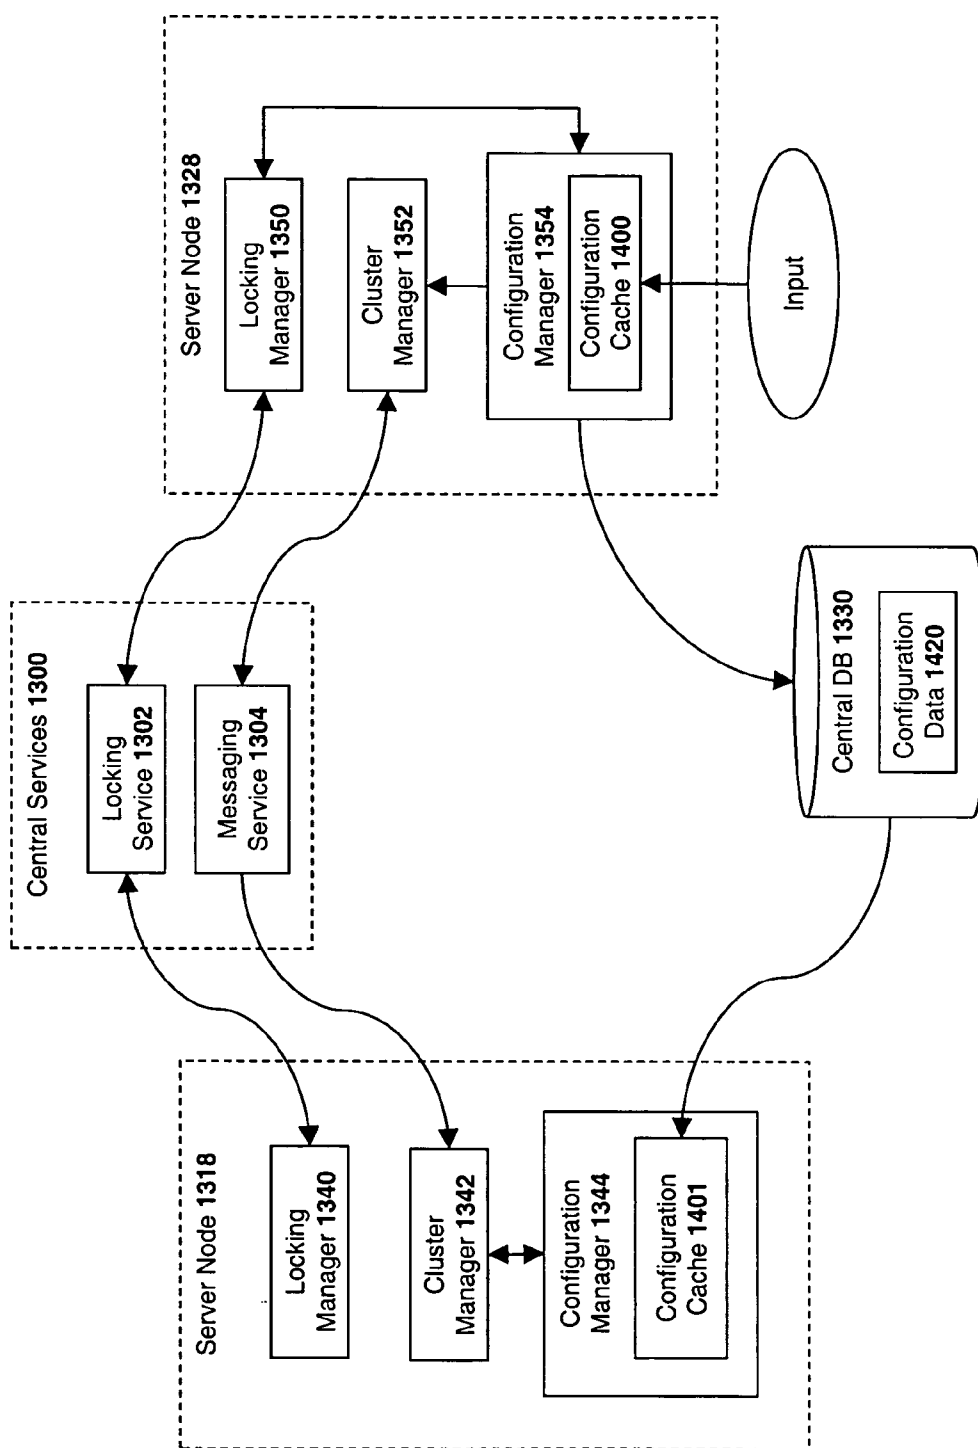 Server Node 1318
Locking
Manager 1340
Cluster
Manager 1342
Configuration
Manager 1344
Configuration
Cache 1401
Central Services 1300
Locking
Service 1302
Messaging
Service 1304
Central DB 1330
Configuration
Data 1420
Server Node 1328
Locking
Manager 1350
Cluster
Manager 1352
Configuration
Manager 1354
Configuration
Cache 1400
Input